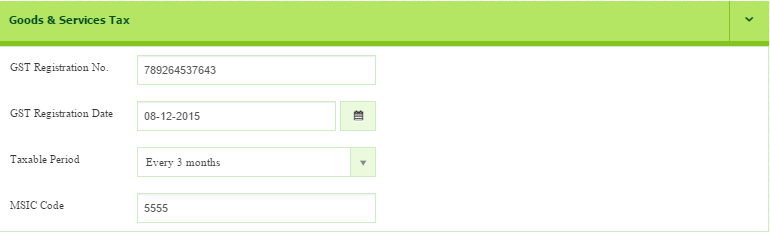 Goods & Services Tax
GST Registration No. 789264537643
GST Registration Date 08-12-2015
Taxable Period Every 3 months
MSIC Code 5555